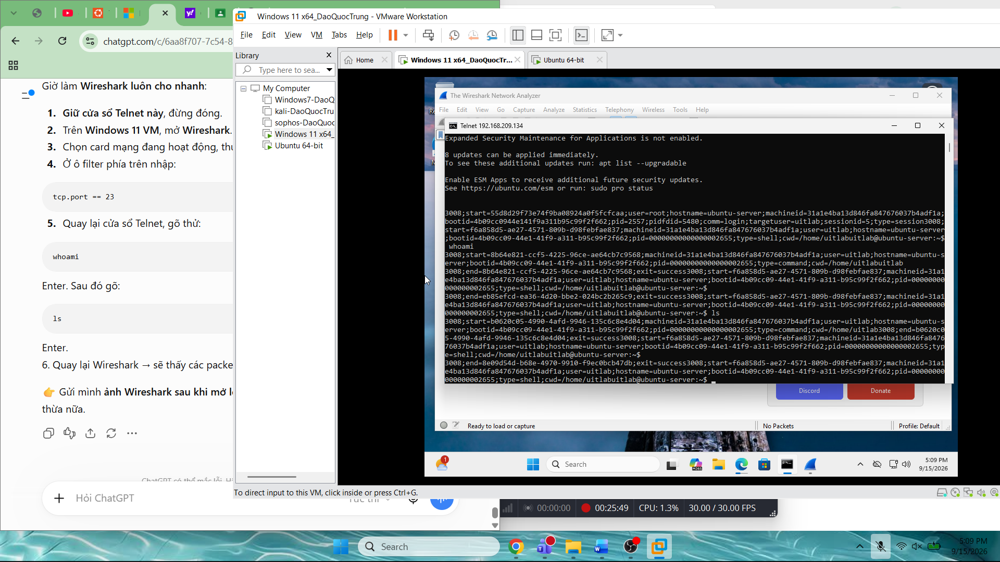 chatgpt.com/c/6aa8f707-7c54-8
Giờ làm Wireshark luôn cho nhanh:
1. Giữ cửa sổ Telnet này, đừng đóng.
2. Trên Windows 11 VM, mở Wireshark.
3. Chọn card mạng đang hoạt động, thư
4. Ở ô filter phía trên nhập:
tcp.port == 23
5. Quay lại cửa sổ Telnet, gõ thử:
whoami
Enter. Sau đó gõ:
ls
Enter.
6. Quay lại Wireshark → sẽ thấy các packe
👉 Gửi mình ảnh Wireshark sau khi mở l
thừa nữa.
Hỏi ChatGPT
Windows 11 x64_DaoQuocTrung - VMware Workstation
File Edit View VM Tabs Help
Library
Type here to sea...
My Computer
Windows7-DaoQ
kali-DaoQuocTru
sophos-DaoQuoc
Windows 11 x64_
Ubuntu 64-bit
Home
Windows 11 x64_DaoQuocTr...
Ubuntu 64-bit
The Wireshark Network Analyzer
File Edit View Go Capture Analyze Statistics Telephony Wireless Tools Help
Telnet 192.168.209.134
Expanded Security Maintenance for Applications is not enabled.
8 updates can be applied immediately.
To see these additional updates run: apt list --upgradable
Enable ESM Apps to receive additional future security updates.
See https://ubuntu.com/esm or run: sudo pro status
3008;start=55d8d29f73e74f9ba08924a0f5fcfcaa;user=root;hostname=ubuntu-server;machineid=31a1e4ba13d846fa847676037b4adf1a;
bootid=4b09cc0944e141f9a311b95c99f2f662;pid=2557;pidfdid=5480;comm=login;targetuser=uitlab;sessionid=5;type=session3008;
start=f6a858d5-ae27-4571-809b-d98febfae837;machineid=31a1e4ba13d846fa847676037b4adf1a;user=uitlab;hostname=ubuntu-server
;bootid=4b09cc09-44e1-41f9-a311-b95c99f2f662;pid=00000000000000002655;type=shell;cwd=/home/uitlabuitlab@ubuntu-server:~$
whoami
3008;start=8b64e821-ccf5-4225-96ce-ae64cb7c9568;machineid=31a1e4ba13d846fa847676037b4adf1a;user=uitlab;hostname=ubuntu-s
erver;bootid=4b09cc09-44e1-41f9-a311-b95c99f2f662;pid=00000000000000002655;type=command;cwd=/home/uitlabuitlab
3008;end=8b64e821-ccf5-4225-96ce-ae64cb7c9568;exit=success3008;start=f6a858d5-ae27-4571-809b-d98febfae837;machineid=31a1
e4ba13d846fa847676037b4adf1a;user=uitlab;hostname=ubuntu-server;bootid=4b09cc09-44e1-41f9-a311-b95c99f2f662;pid=00000000
000000002655;type=shell;cwd=/home/uitlabuitlab@ubuntu-server:~$
3008;end=eb85efcd-ea36-4d20-bbe2-024bc2b265c9;exit=success3008;start=f6a858d5-ae27-4571-809b-d98febfae837;machineid=31a1
e4ba13d846fa847676037b4adf1a;user=uitlab;hostname=ubuntu-server;bootid=4b09cc09-44e1-41f9-a311-b95c99f2f662;pid=00000000
000000002655;type=shell;cwd=/home/uitlabuitlab@ubuntu-server:~$ ls
3008;start=b0620c05-4990-4afd-9946-135c6c8e4d04;machineid=31a1e4ba13d846fa847676037b4adf1a;user=uitlab;hostname=ubuntu-s
erver;bootid=4b09cc09-44e1-41f9-a311-b95c99f2f662;pid=00000000000000002655;type=command;cwd=/home/uitlab3008;end=b0620c0
5-4990-4afd-9946-135c6c8e4d04;exit=success3008;start=f6a858d5-ae27-4571-809b-d98febfae837;machineid=31a1e4ba13d846fa8476
76037b4adf1a;user=uitlab;hostname=ubuntu-server;bootid=4b09cc09-44e1-41f9-a311-b95c99f2f662;pid=00000000000000002655;typ
e=shell;cwd=/home/uitlabuitlab@ubuntu-server:~$
3008;end=8e09d54d-b68e-4970-9910-f9ec0bcb47db;exit=success3008;start=f6a858d5-ae27-4571-809b-d98febfae837;machineid=31a1
e4ba13d846fa847676037b4adf1a;user=uitlab;hostname=ubuntu-server;bootid=4b09cc09-44e1-41f9-a311-b95c99f2f662;pid=00000000
000000002655;type=shell;cwd=/home/uitlabuitlab@ubuntu-server:~$
Discord
Donate
Ready to load or capture
No Packets
Profile: Default
1
Search
M365
5:09 PM
9/15/2026
To direct input to this VM, click inside or press Ctrl+G.
00:00:00
00:25:49
CPU: 1.3%
30.00 / 30.00 FPS
Search
5:09 PM
9/15/2026